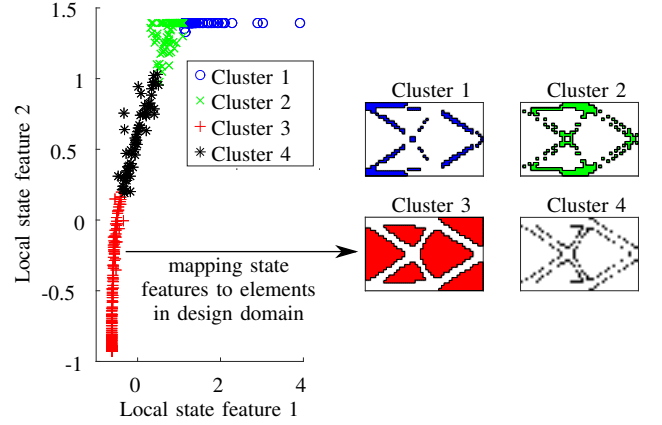 Local state feature 2
1.5
1
0.5
0
-0.5
-1
0
2
4
Local state feature 1
Cluster 1
Cluster 2
Cluster 3
Cluster 4
mapping state
features to elements
in design domain
Cluster 1
Cluster 2
Cluster 3
Cluster 4